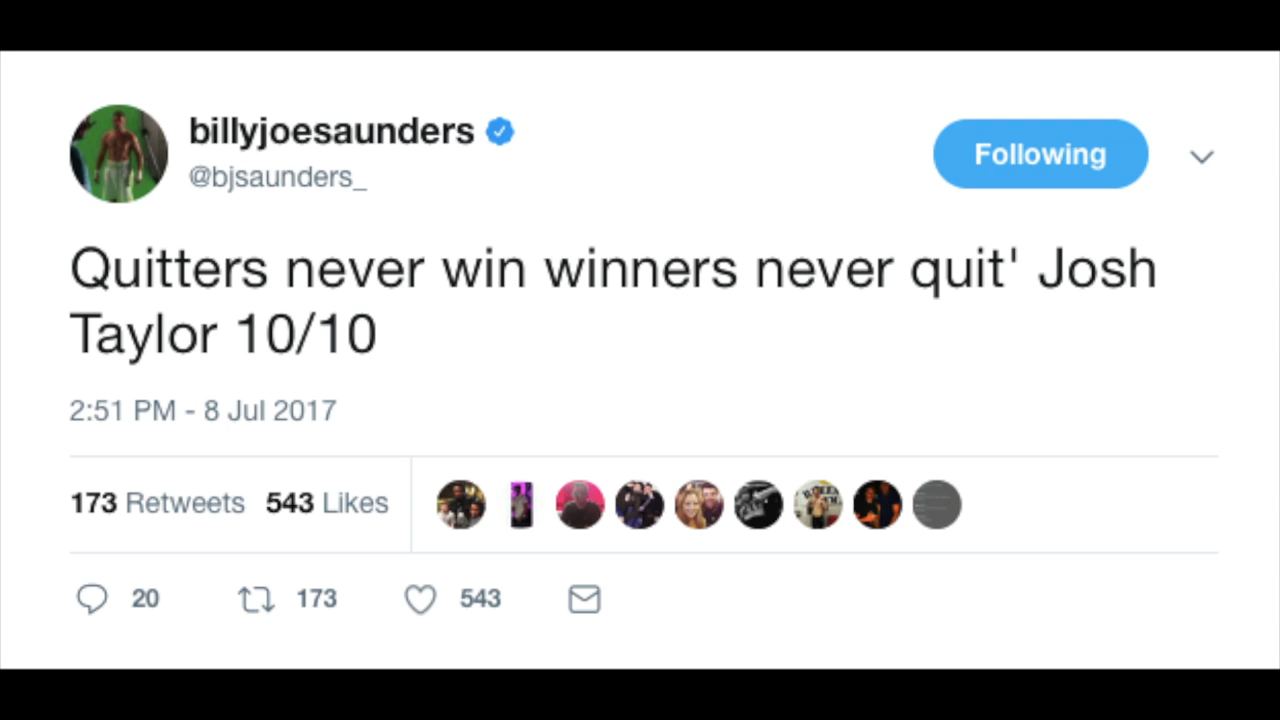 billyjoesaunders
@bjsaunders_
Following
Quitters never win winners never quit' Josh
Taylor 10/10
2:51 PM - 8 Jul 2017
173 Retweets 543 Likes
20 173 543